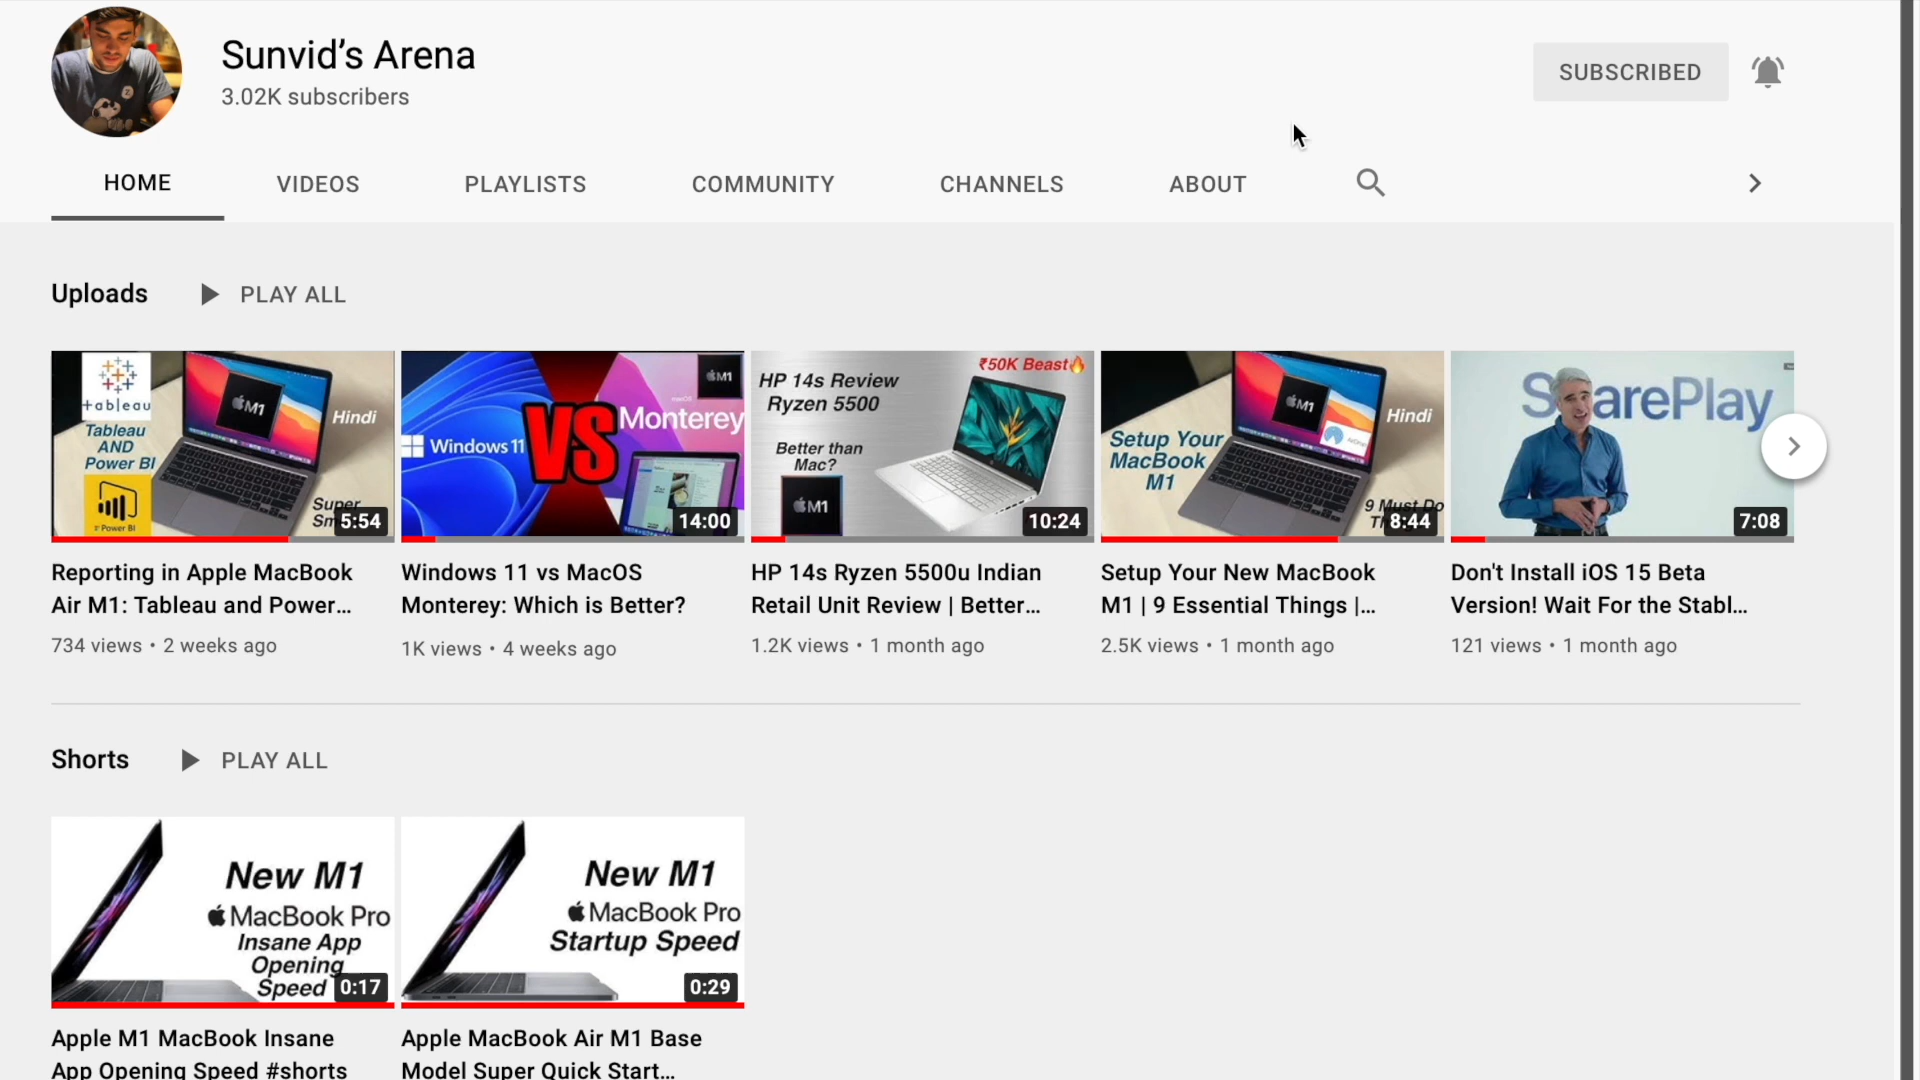 Sunvid’s Arena
3.02K subscribers
SUBSCRIBED
HOME
VIDEOS
PLAYLISTS
COMMUNITY
CHANNELS
ABOUT
Uploads
PLAY ALL
+ableau
Tableau
AND
Power BI
Power BI
M1
Hindi
Super
5:54
Reporting in Apple MacBook
Air M1: Tableau and Power...
734 views • 2 weeks ago
Windows 11
VS
macOS
Monterey
M1
14:00
Windows 11 vs MacOS
Monterey: Which is Better?
1K views • 4 weeks ago
₹50K Beast
HP 14s Review
Ryzen 5500
Better than
Mac?
M1
10:24
HP 14s Ryzen 5500u Indian
Retail Unit Review | Better...
1.2K views • 1 month ago
M1
Hindi
Setup Your
MacBook
M1
9 Must Do
8:44
Setup Your New MacBook
M1 | 9 Essential Things |...
2.5K views • 1 month ago
7:08
Don't Install iOS 15 Beta
Version! Wait For the Stabl...
121 views • 1 month ago
Shorts
PLAY ALL
New M1
MacBook Pro
Insane App
Opening
Speed
0:17
Apple M1 MacBook Insane
App Opening Speed #shorts
New M1
MacBook Pro
Startup Speed
0:29
Apple MacBook Air M1 Base
Model Super Quick Start...